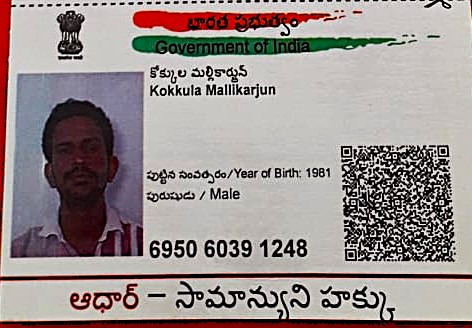 భారత ప్రభుత్వం
Government of India
కోక్కుల మల్లికార్జున్
Kokkula Mallikarjun
పుట్టిన సంవత్సరం/Year of Birth: 1981
పురుషుడు / Male
6950 6039 1248
ఆధార్ – సామాన్యుని హక్కు